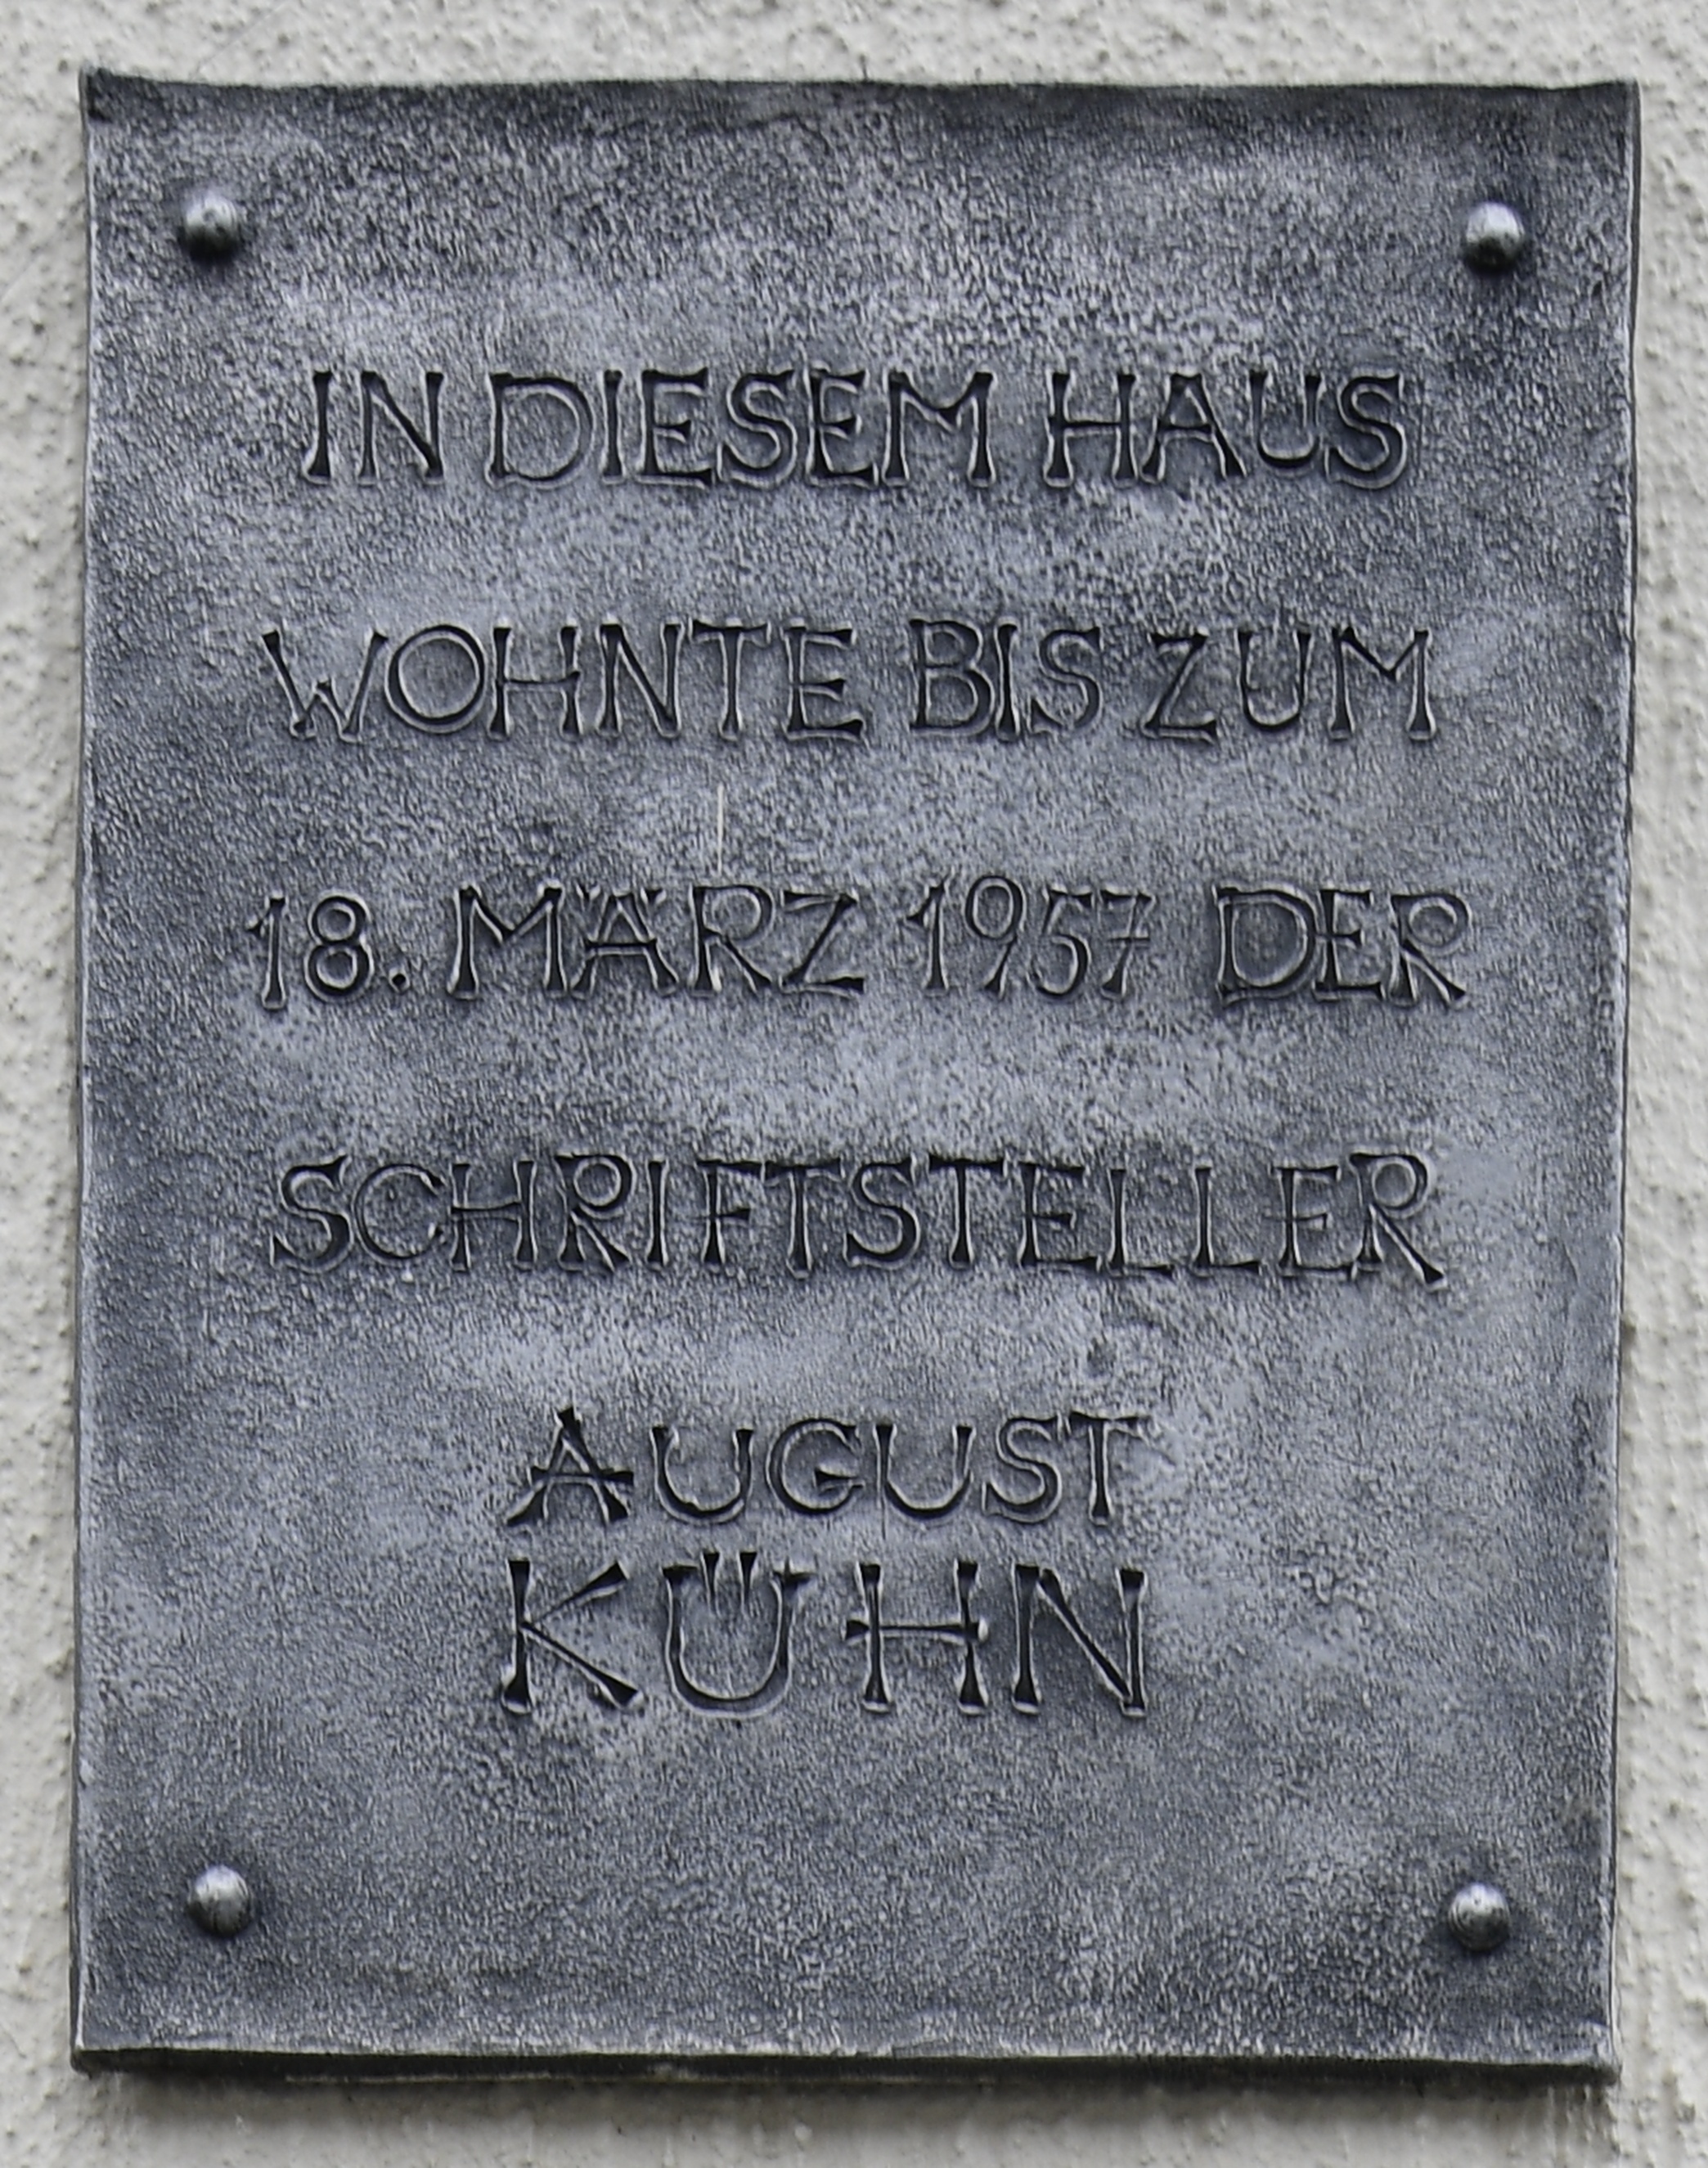 IN DIESEM HAUS
WOHNTE BIS ZUM
18. MÄRZ 1957 DER
SCHRIFTSTELLER
AUGUST
KÜHN